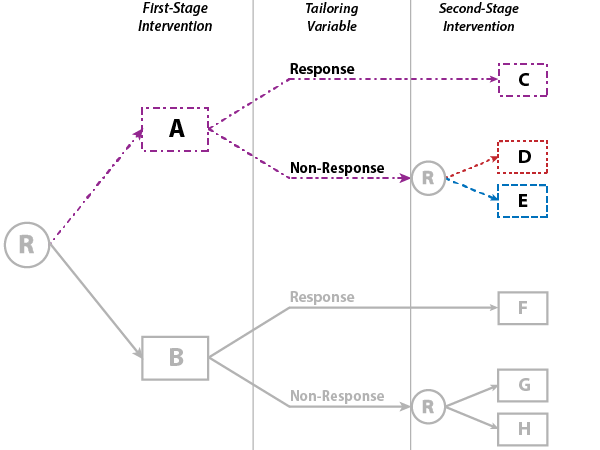 First-Stage
Intervention
Tailoring
Variable
Second-Stage
Intervention
Response
C
A
D
Non-Response
R
E
R
Response
F
B
G
Non-Response
R
H